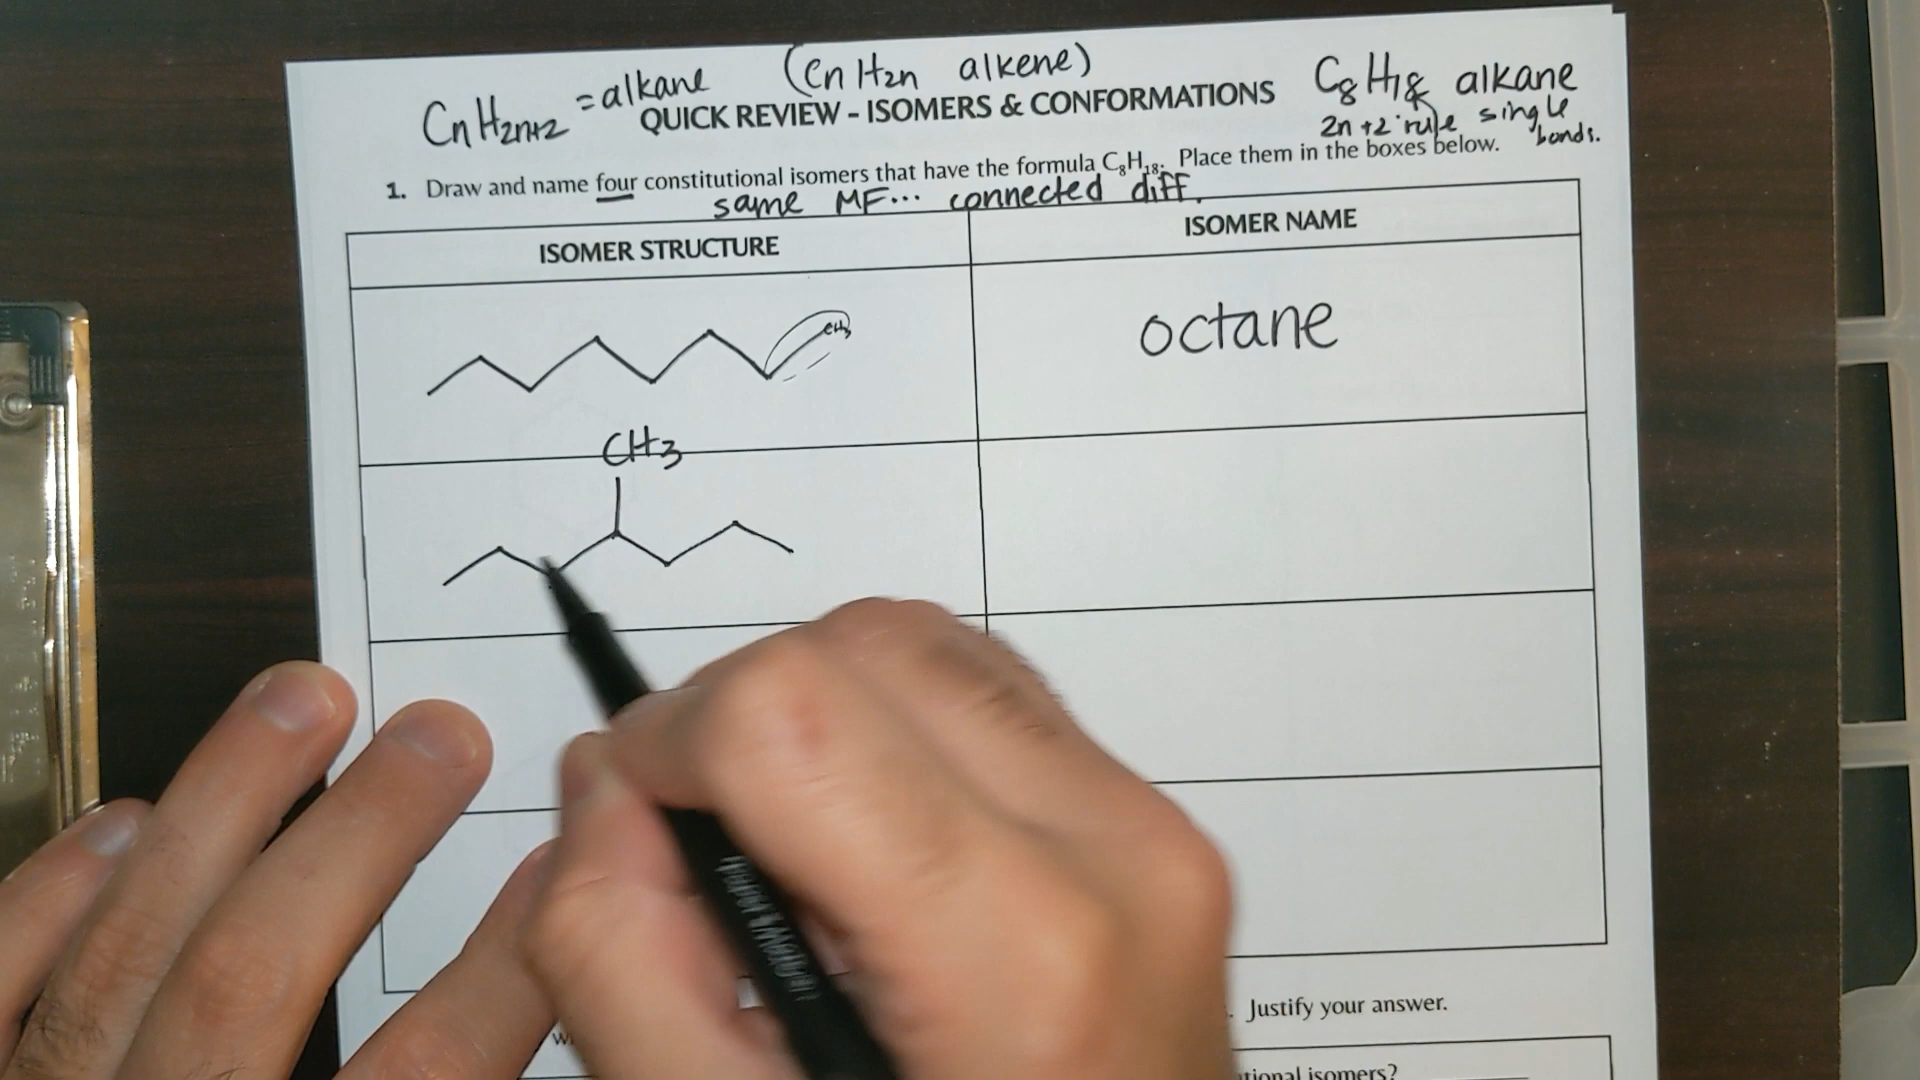 CnH2n+2 = alkane (CnH2n alkene) C8H18 alkane
QUICK REVIEW - ISOMERS & CONFORMATIONS
2n+2 rule single bonds.
1. Draw and name four constitutional isomers that have the formula C8H18. Place them in the boxes below.
same MF... connected diff.
ISOMER STRUCTURE ISOMER NAME
CH3 octane
CH3
. Justify your answer.
isomers?